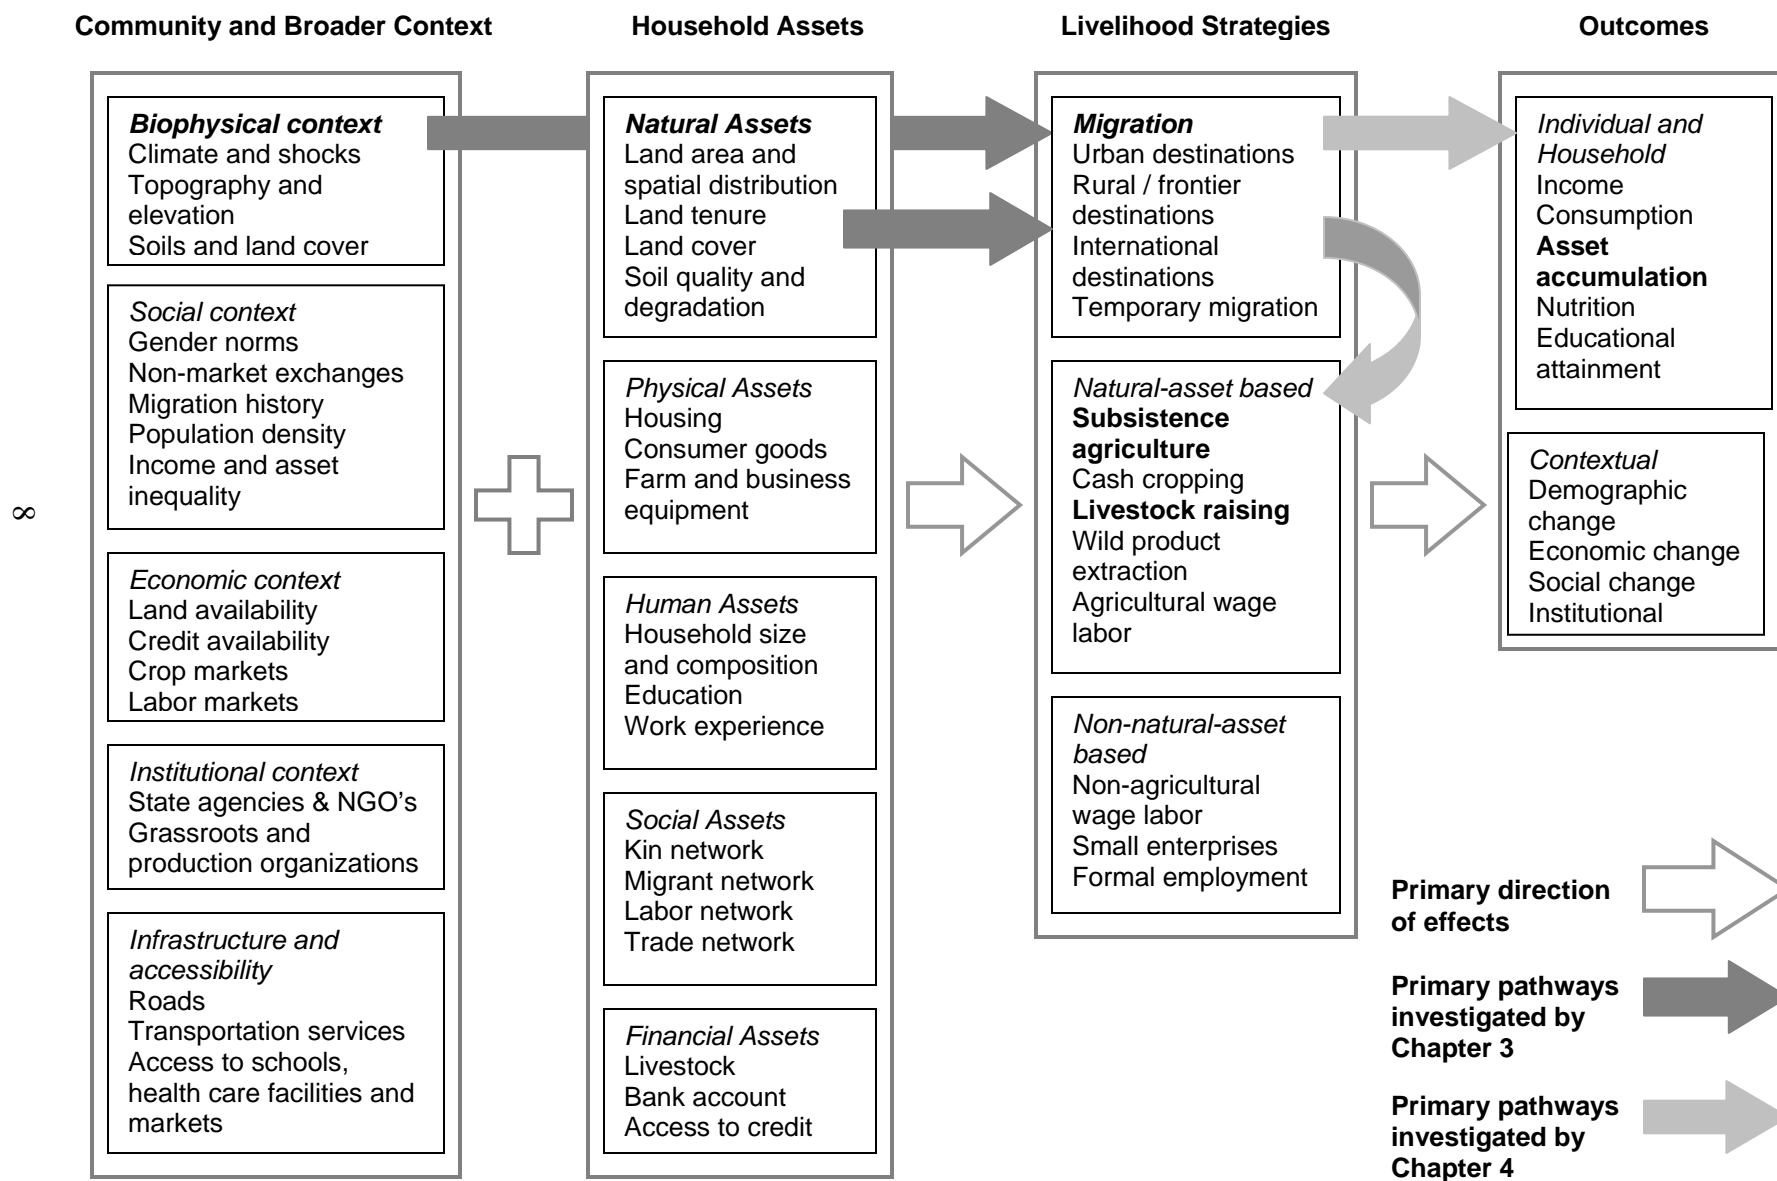 Community and Broader Context
Biophysical context
Climate and shocks
Topography and
elevation
Soils and land cover
Social context
Gender norms
Non-market exchanges
Migration history
Population density
Income and asset
inequality
Economic context
Land availability
Credit availability
Crop markets
Labor markets
Institutional context
State agencies & NGO's
Grassroots and
production organizations
Infrastructure and
accessibility
Roads
Transportation services
Access to schools,
health care facilities and
markets
Household Assets
Natural Assets
Land area and
spatial distribution
Land tenure
Land cover
Soil quality and
degradation
Physical Assets
Housing
Consumer goods
Farm and business
equipment
Human Assets
Household size
and composition
Education
Work experience
Social Assets
Kin network
Migrant network
Labor network
Trade network
Financial Assets
Livestock
Bank account
Access to credit
Livelihood Strategies
Migration
Urban destinations
Rural / frontier
destinations
International
destinations
Temporary migration
Natural-asset based
Subsistence
agriculture
Cash cropping
Livestock raising
Wild product
extraction
Agricultural wage
labor
Non-natural-asset
based
Non-agricultural
wage labor
Small enterprises
Formal employment
Outcomes
Individual and
Household
Income
Consumption
Asset
accumulation
Nutrition
Educational
attainment
Contextual
Demographic
change
Economic change
Social change
Institutional
Primary direction
of effects
Primary pathways
investigated by
Chapter 3
Primary pathways
investigated by
Chapter 4
8